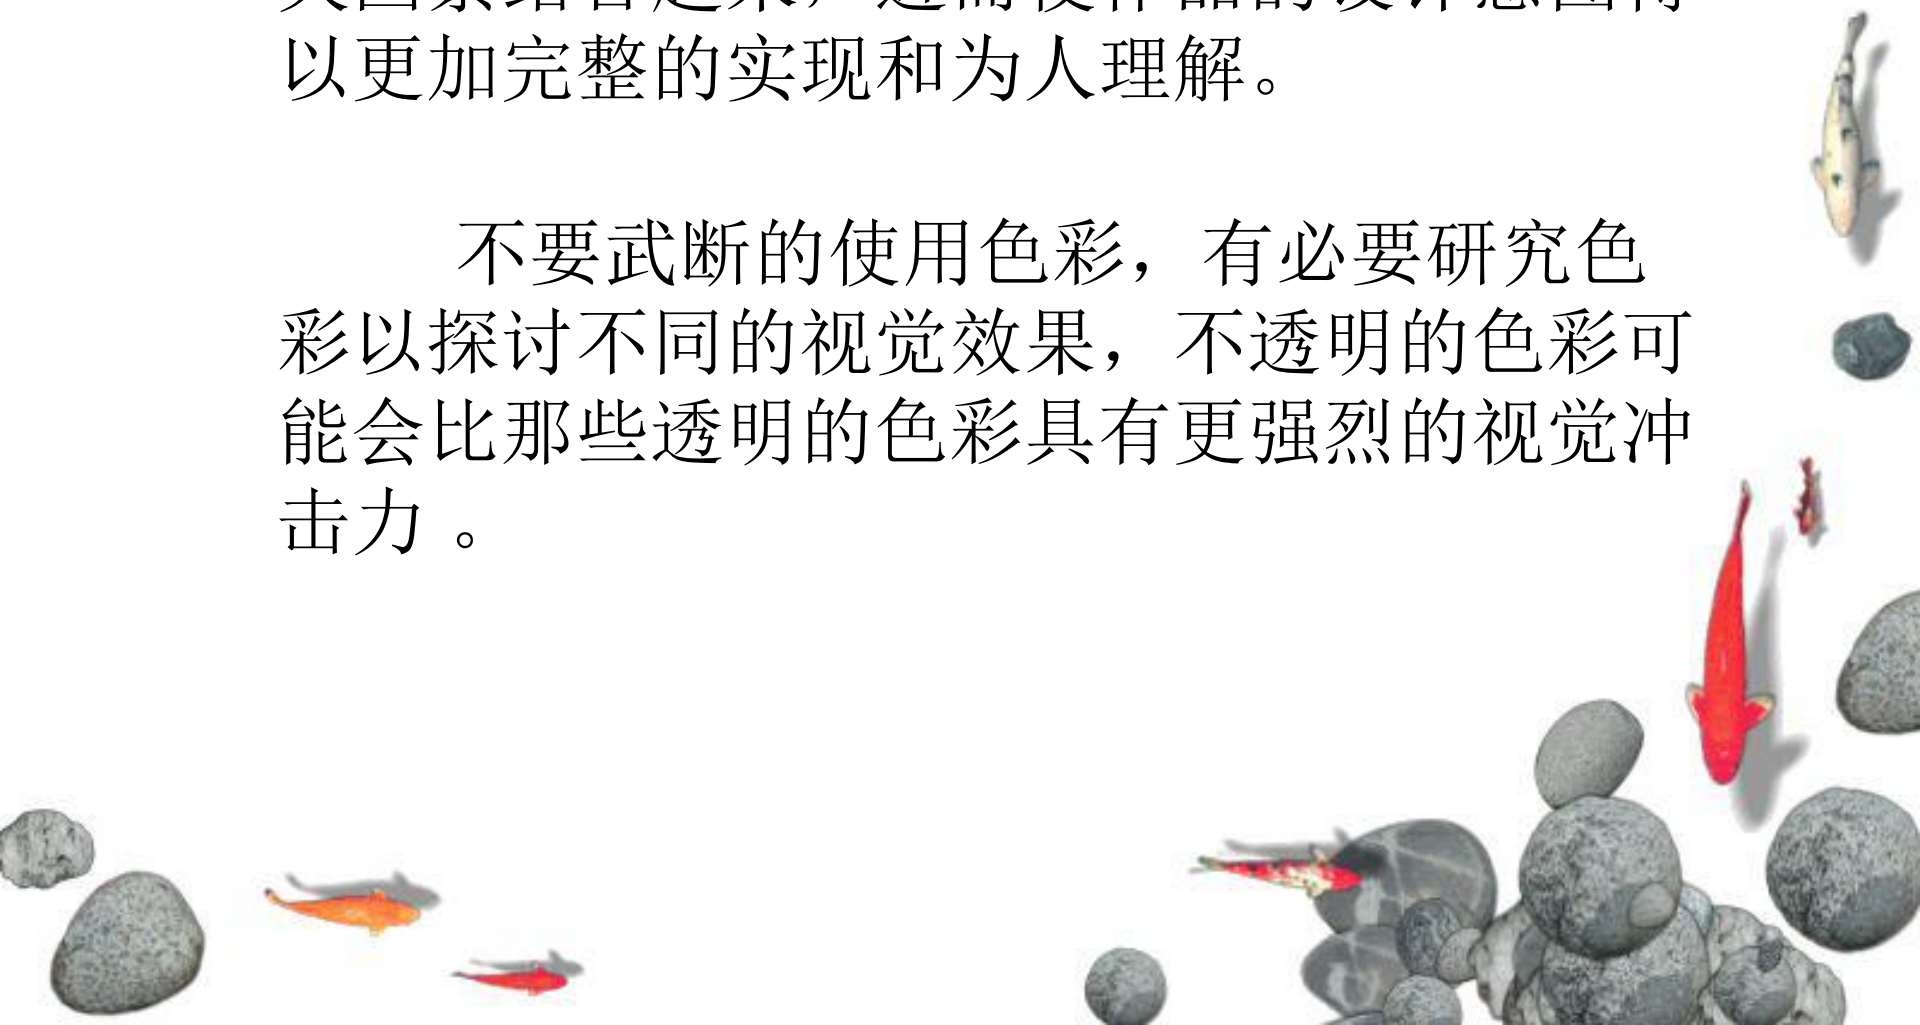 以更加完整的实现和为人理解。
不要武断的使用色彩，有必要研究色
彩以探讨不同的视觉效果，不透明的色彩可
能会比那些透明的色彩具有更强烈的视觉冲
击力 。